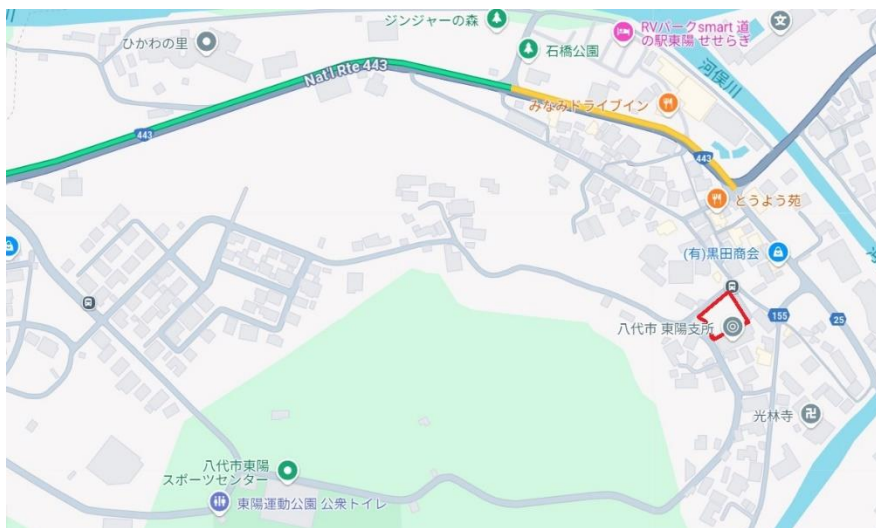 ジンジャーの森
RVパークsmart 道
の駅東陽 せせらぎ
文
ひかわの里
石橋公園
河俣川
Nat'l Rte 443
みなみドライブイン
443
443
とうよう苑
(有)黒田商会
八代市 東陽支所
155
25
光林寺
卍
八代市東陽
スポーツセンター
東陽運動公園 公衆トイレ